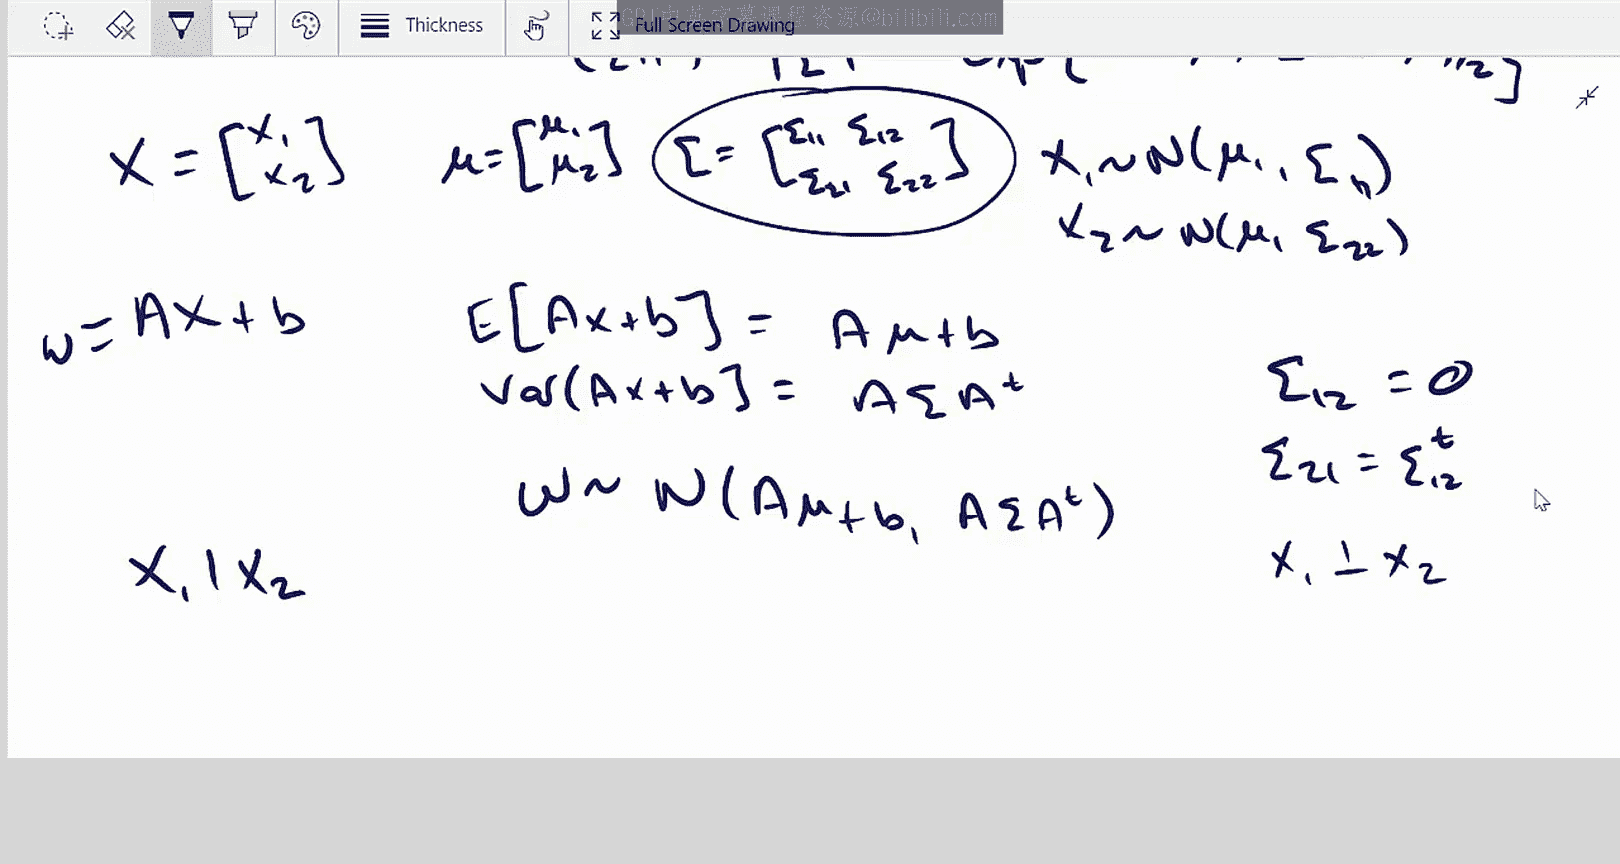 Thickness
Full Screen Drawing
X = [x₁ x₂] μ = [μ₁ μ₂] Σ = [Σ₁₁ Σ₁₂ Σ₂₁ Σ₂₂] X₁ ~ N(μ₁, Σ₁₁)
X₂ ~ N(μ₁ Σ₂₂)
w = AX + b E[Ax+b] = Aμ+b
Var(Ax+b] = AΣAᵗ
Σ₁₂ = 0
Σ₂₁ = Σ₁₂ᵗ
W ~ N(Aμ+b, AΣAᵗ)
X₁ | X₂
X₁ ⊥ X₂